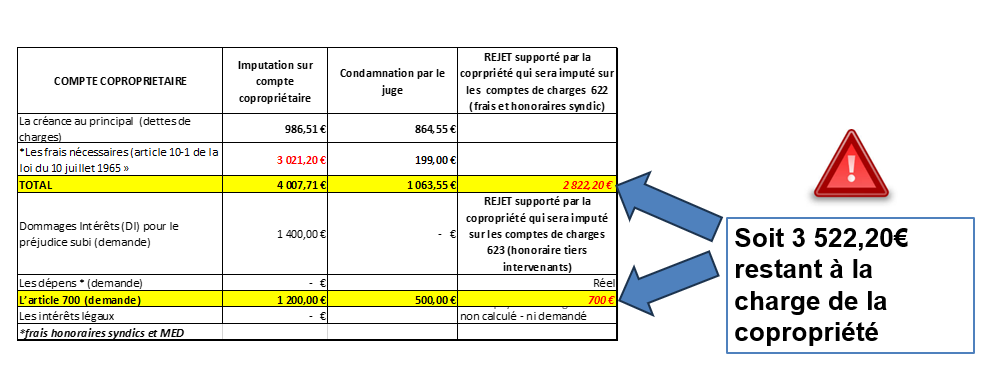 COMPTE COPROPRIETAIRE
Imputation sur
compte
copropriétaire
Condamnation par le
juge
REJET supporté par la
coprpriété qui sera imputé sur
les comptes de charges 622
(frais et honoraires syndic)
La créance au principal (dettes de
charges)
986,51 €
864,55 €
*Les frais nécessaires (article 10-1 de la
loi du 10 juillet 1965 »
3 021,20 €
199,00 €
TOTAL
4 007,71 €
1 063,55 €
2 822,20 €
Dommages Intérêts (DI) pour le
préjudice subi (demande)
1 400,00 €
- €
REJET supporté par la
copropriété qui sera imputé
sur les comptes de charges
623 (honoraire tiers
intervenants)
Les dépens * (demande)
- €
Réel
L'article 700 (demande)
1 200,00 €
500,00 €
700 €
Les intérêts légaux
- €
non calculé - ni demandé
*frais honoraires syndics et MED
Soit 3 522,20€
restant à la
charge de la
copropriété